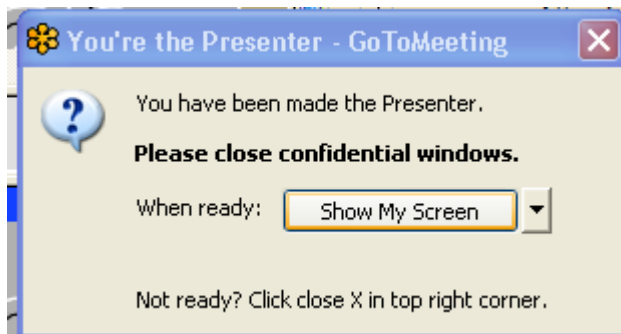 You're the Presenter - GoToMeeting
You have been made the Presenter.
Please close confidential windows.
When ready: Show My Screen
Not ready? Click close X in top right corner.